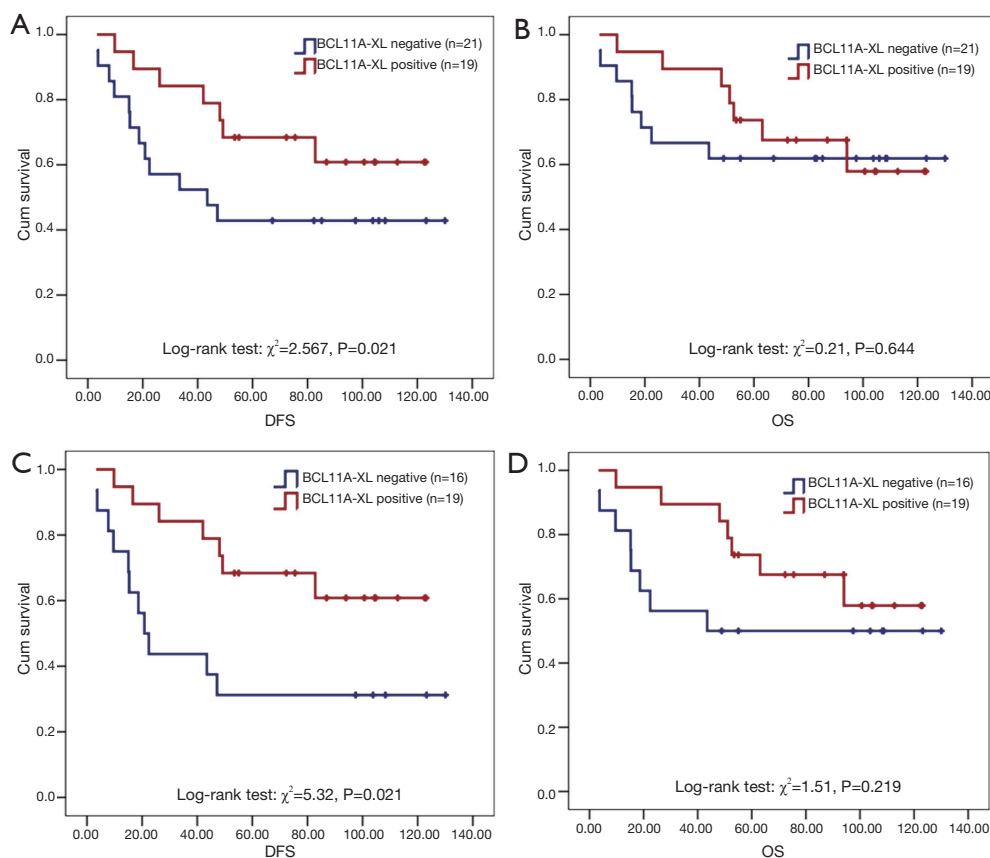 A
BCL11A-XL negative (n=21)
BCL11A-XL positive (n=19)
Cum survival
1.0
0.8
0.6
0.4
0.2
0.0
Log-rank test: χ²=2.567, P=0.021
0.00 20.00 40.00 60.00 80.00 100.00 120.00 140.00
DFS
B
BCL11A-XL negative (n=21)
BCL11A-XL positive (n=19)
Cum survival
1.0
0.8
0.6
0.4
0.2
0.0
Log-rank test: χ²=0.21, P=0.644
0.00 20.00 40.00 60.00 80.00 100.00 120.00 140.00
OS
C
BCL11A-XL negative (n=16)
BCL11A-XL positive (n=19)
Cum survival
1.0
0.8
0.6
0.4
0.2
0.0
Log-rank test: χ²=5.32, P=0.021
0.00 20.00 40.00 60.00 80.00 100.00 120.00 140.00
DFS
D
BCL11A-XL negative (n=16)
BCL11A-XL positive (n=19)
Cum survival
1.0
0.8
0.6
0.4
0.2
0.0
Log-rank test: χ²=1.51, P=0.219
0.00 20.00 40.00 60.00 80.00 100.00 120.00 140.00
OS